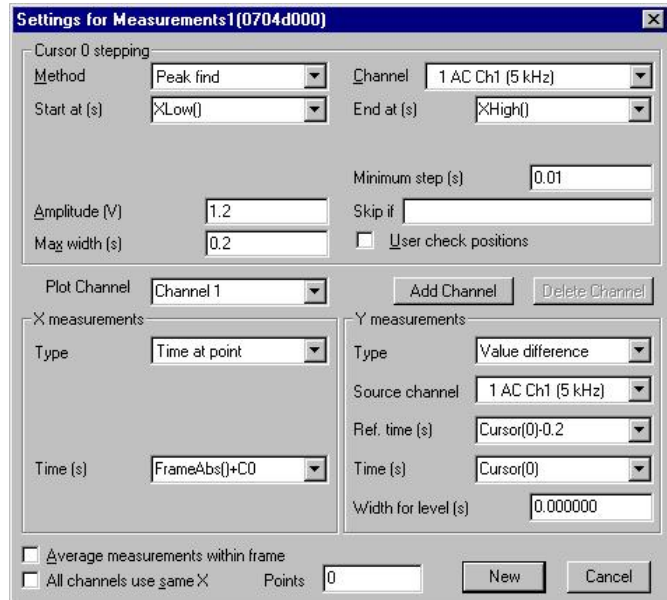 Settings for Measurements1(0704d000)
Cursor 0 stepping
Method Peak find Channel 1 AC Ch1 (5 kHz)
Start at (s) XLow() End at (s) XHigh()
Minimum step (s) 0.01
Amplitude (V) 1.2 Skip if
Max width (s) 0.2 User check positions
Plot Channel Channel 1 Add Channel Delete Channel
X measurements Y measurements
Type Time at point Type Value difference
Source channel 1 AC Ch1 (5 kHz)
Ref. time (s) Cursor(0)-0.2
Time (s) FrameAbs()+C0 Time (s) Cursor(0)
Width for level (s) 0.000000
Average measurements within frame
All channels use same X Points 0 New Cancel